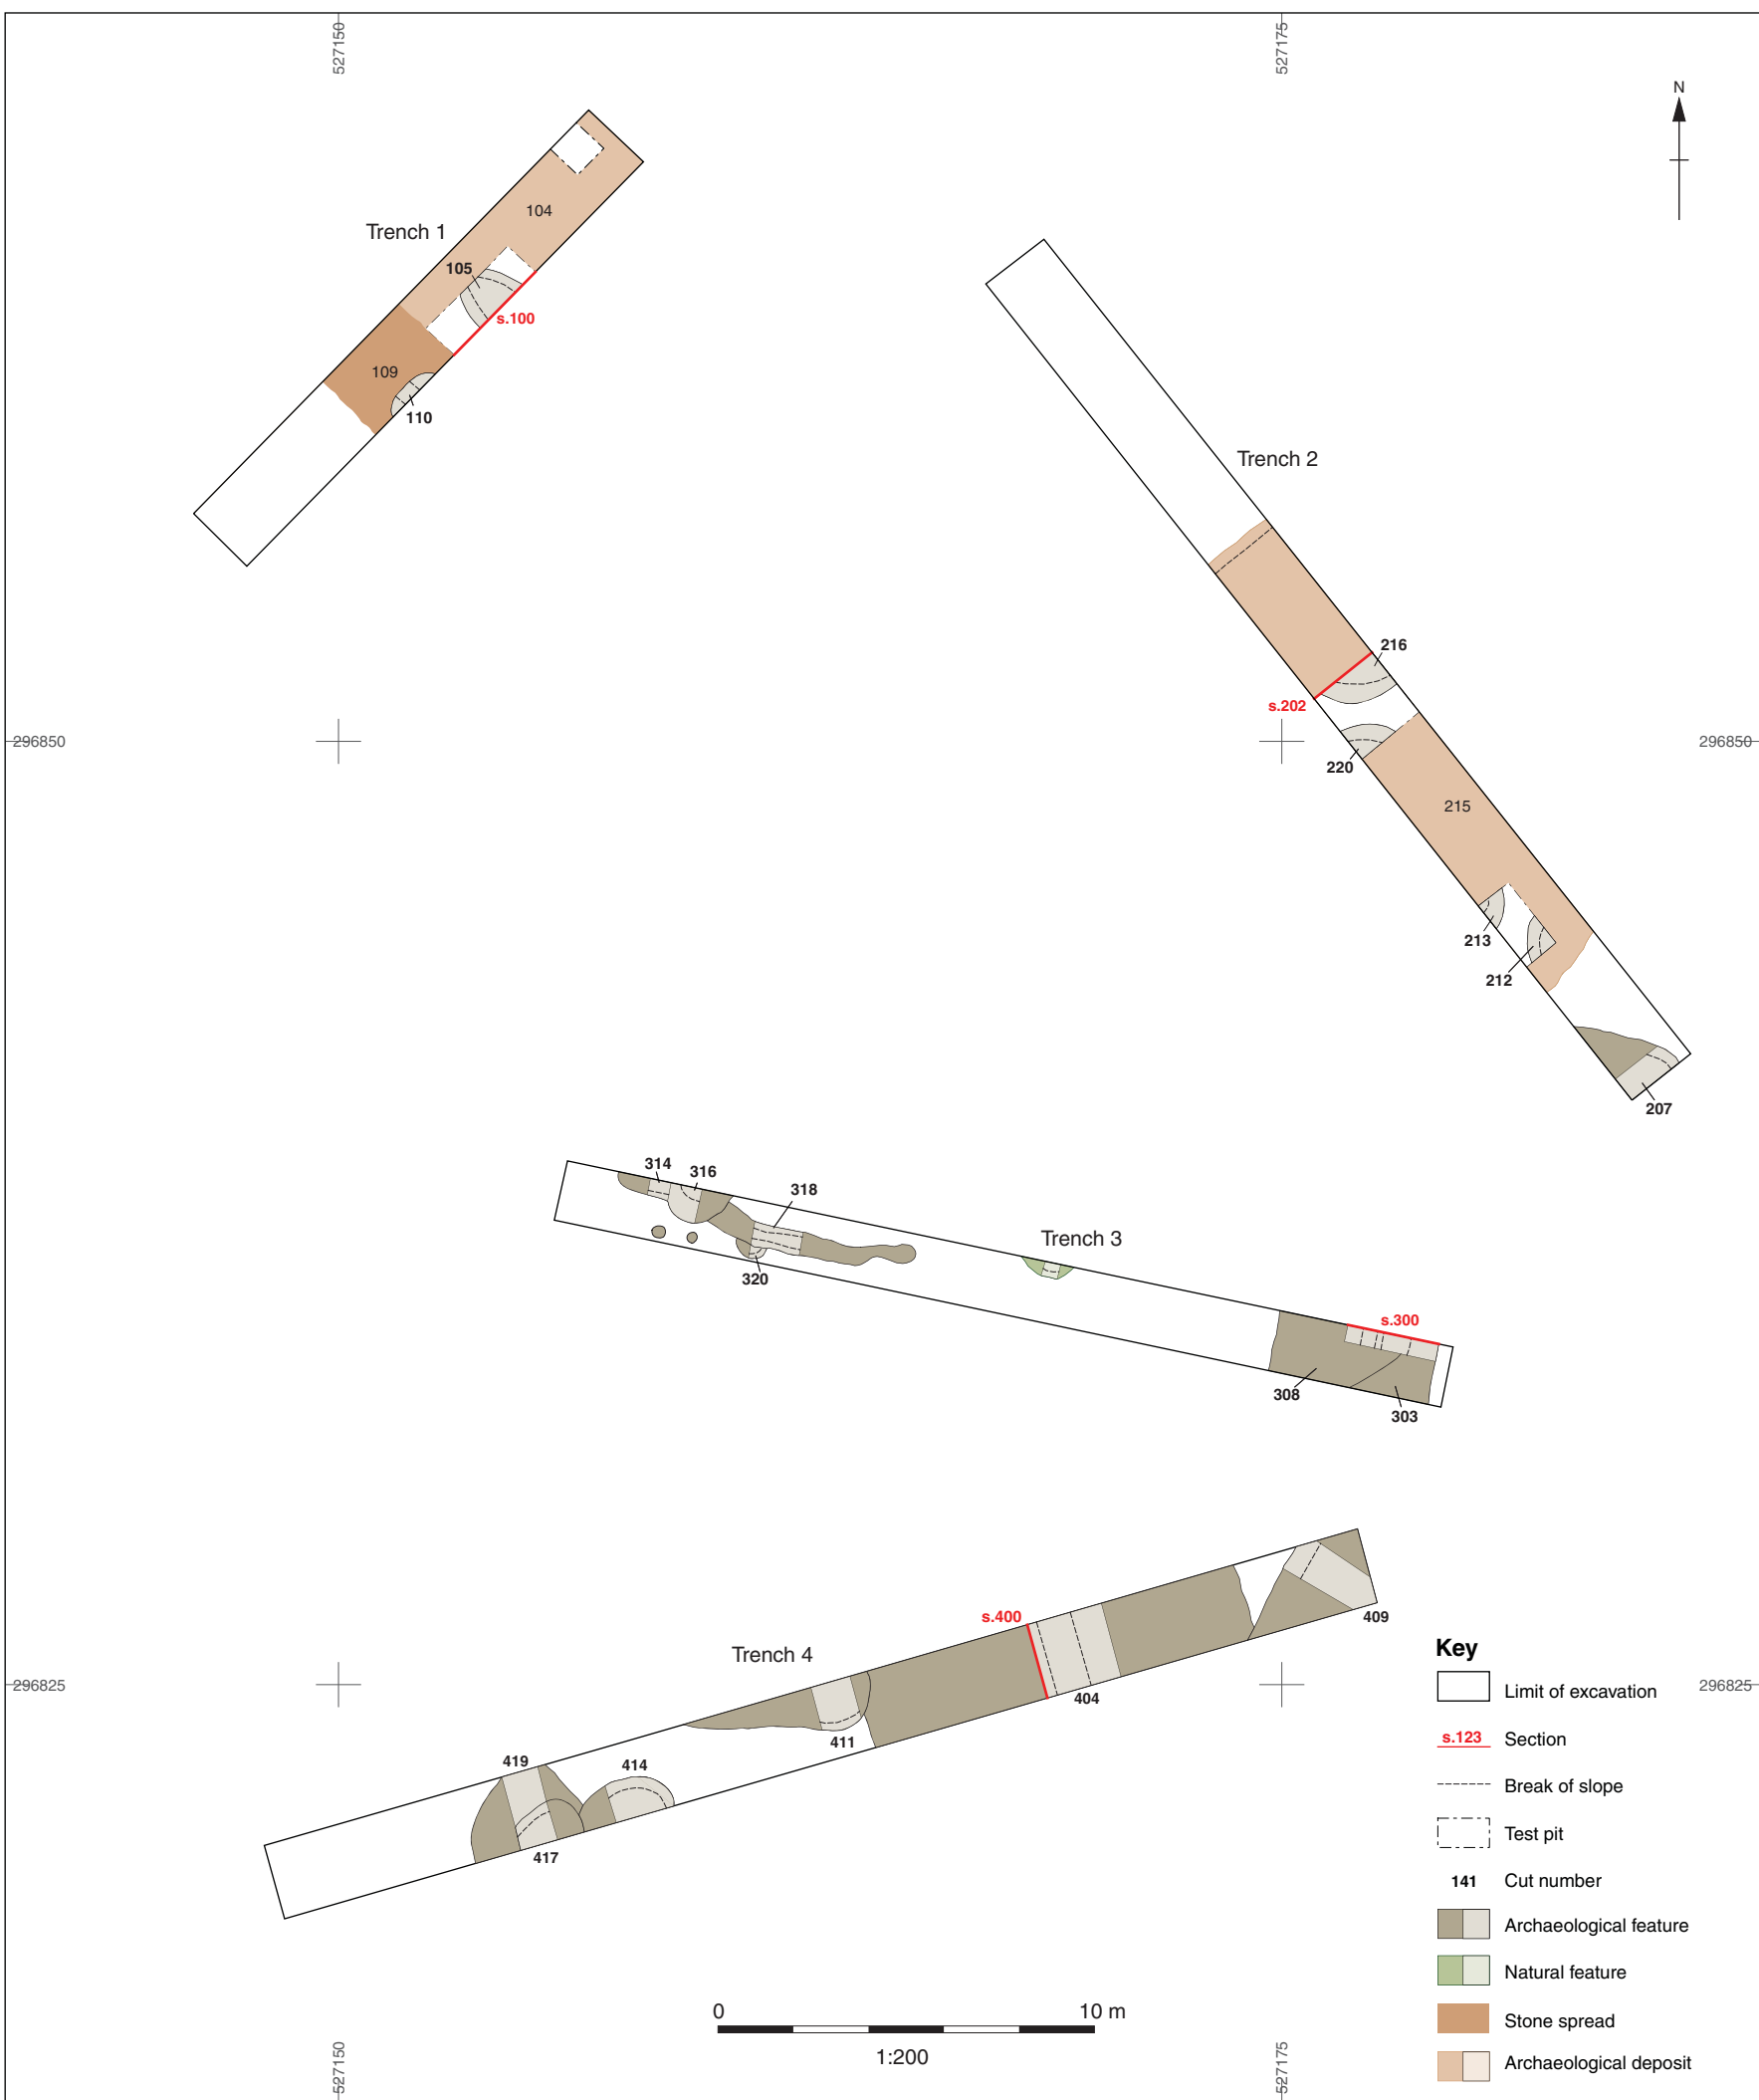 527150
527175
N
104
Trench 1
105
s.100
109
110
Trench 2
216
s.202
296850
296850
220
215
213
212
207
314
316
318
320
Trench 3
s.300
308
303
s.400
409
Trench 4
404
296825
296825
411
419
414
417
Key
Limit of excavation
s.123 Section
Break of slope
Test pit
141 Cut number
Archaeological feature
Natural feature
Stone spread
Archaeological deposit
0 10 m
1:200
527150
527175